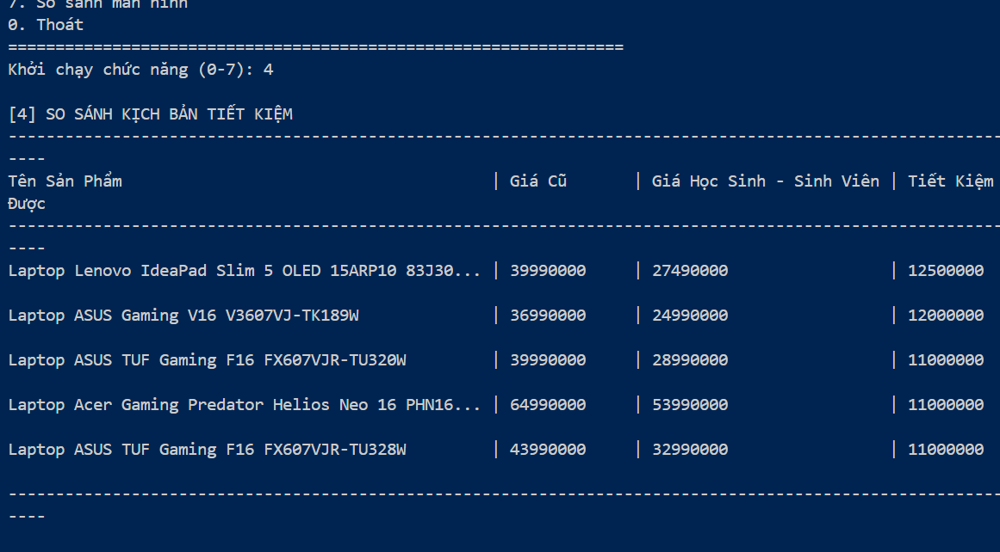 7. So sánh màn hình
0. Thoát
=================================================================
Khởi chạy chức năng (0-7): 4
[4] SO SÁNH KỊCH BẢN TIẾT KIỆM
---------------------------------------------------------------------------------------------------------
----
Tên Sản Phẩm | Giá Cũ | Giá Học Sinh - Sinh Viên | Tiết Kiệm
Được
---------------------------------------------------------------------------------------------------------
----
Laptop Lenovo IdeaPad Slim 5 OLED 15ARP10 83J30... | 39990000 | 27490000 | 12500000
Laptop ASUS Gaming V16 V3607VJ-TK189W | 36990000 | 24990000 | 12000000
Laptop ASUS TUF Gaming F16 FX607VJR-TU320W | 39990000 | 28990000 | 11000000
Laptop Acer Gaming Predator Helios Neo 16 PHN16... | 64990000 | 53990000 | 11000000
Laptop ASUS TUF Gaming F16 FX607VJR-TU328W | 43990000 | 32990000 | 11000000
---------------------------------------------------------------------------------------------------------
----